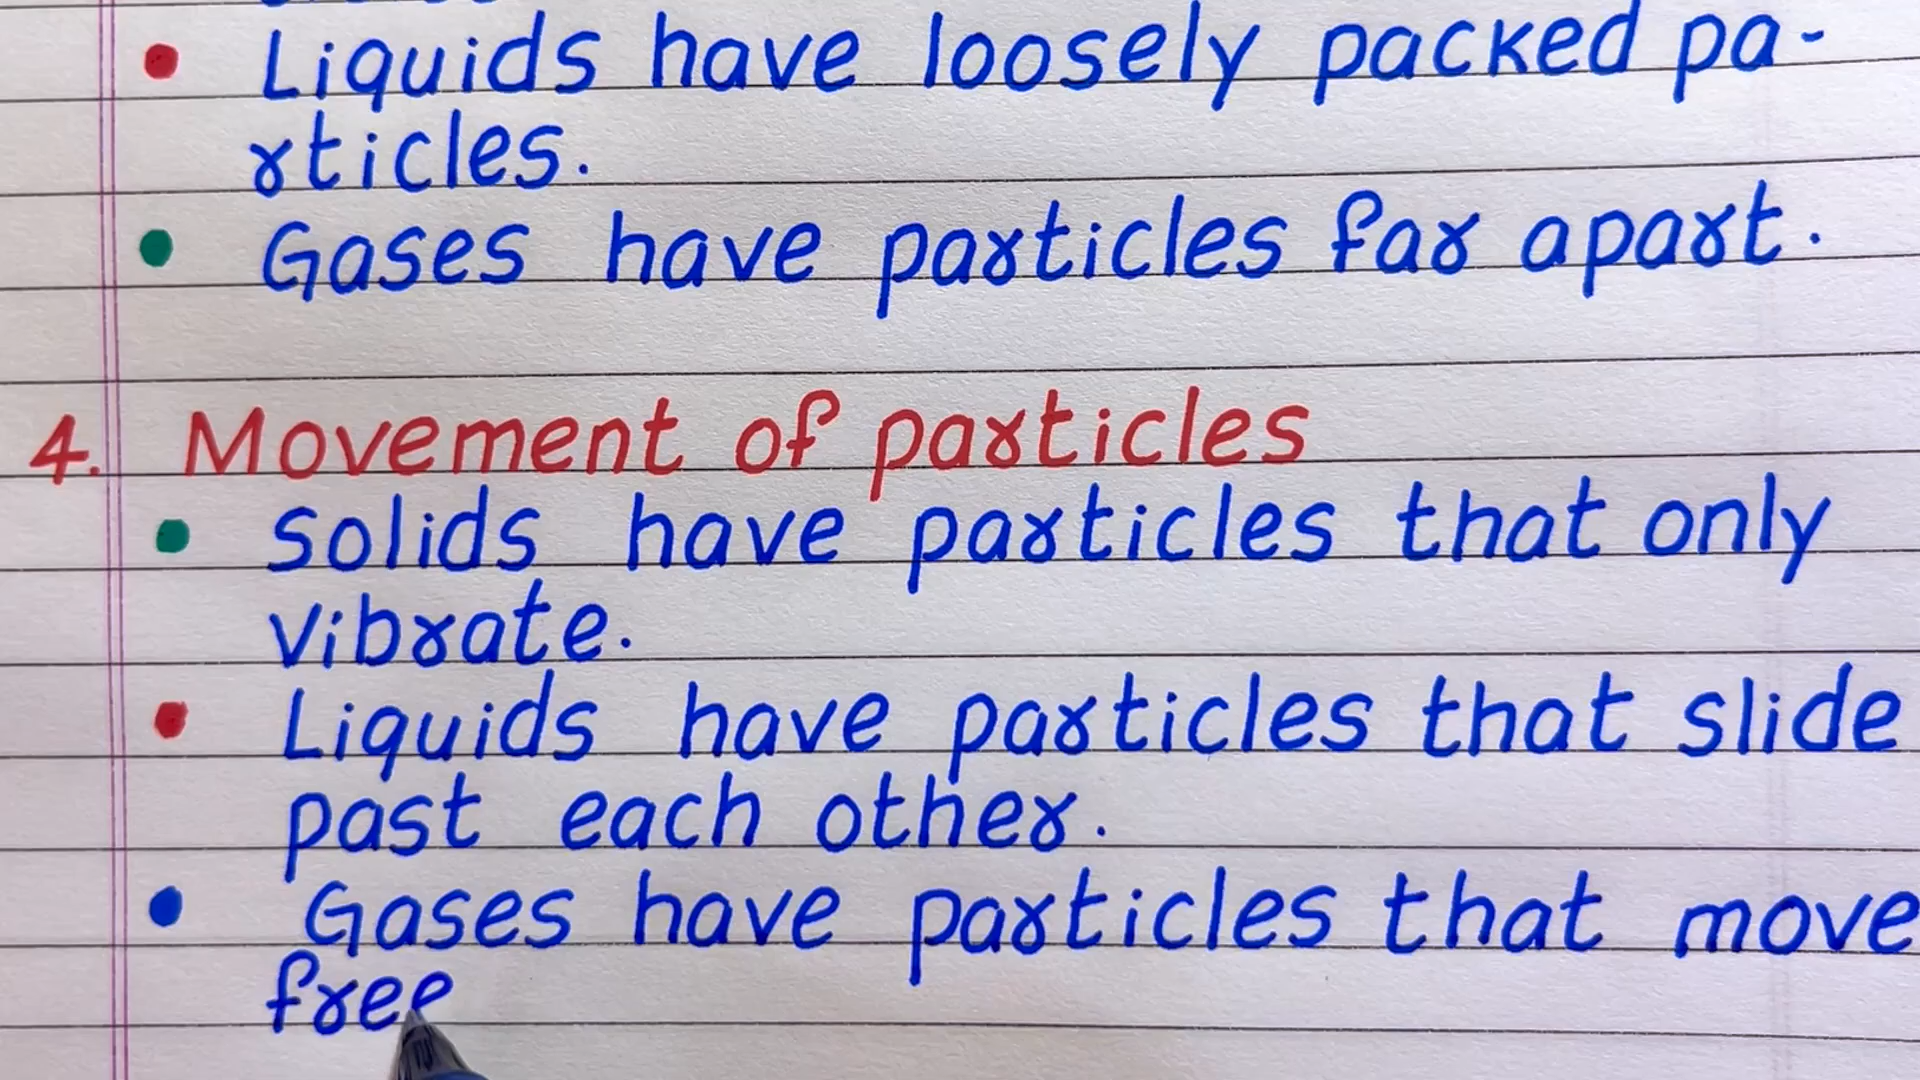 • Liquids have loosely packed pa-
rticles.
• Gases have particles far apart.
4. Movement of particles
• Solids have particles that only
vibrate.
• Liquids have particles that slide
past each other.
• Gases have particles that move
free